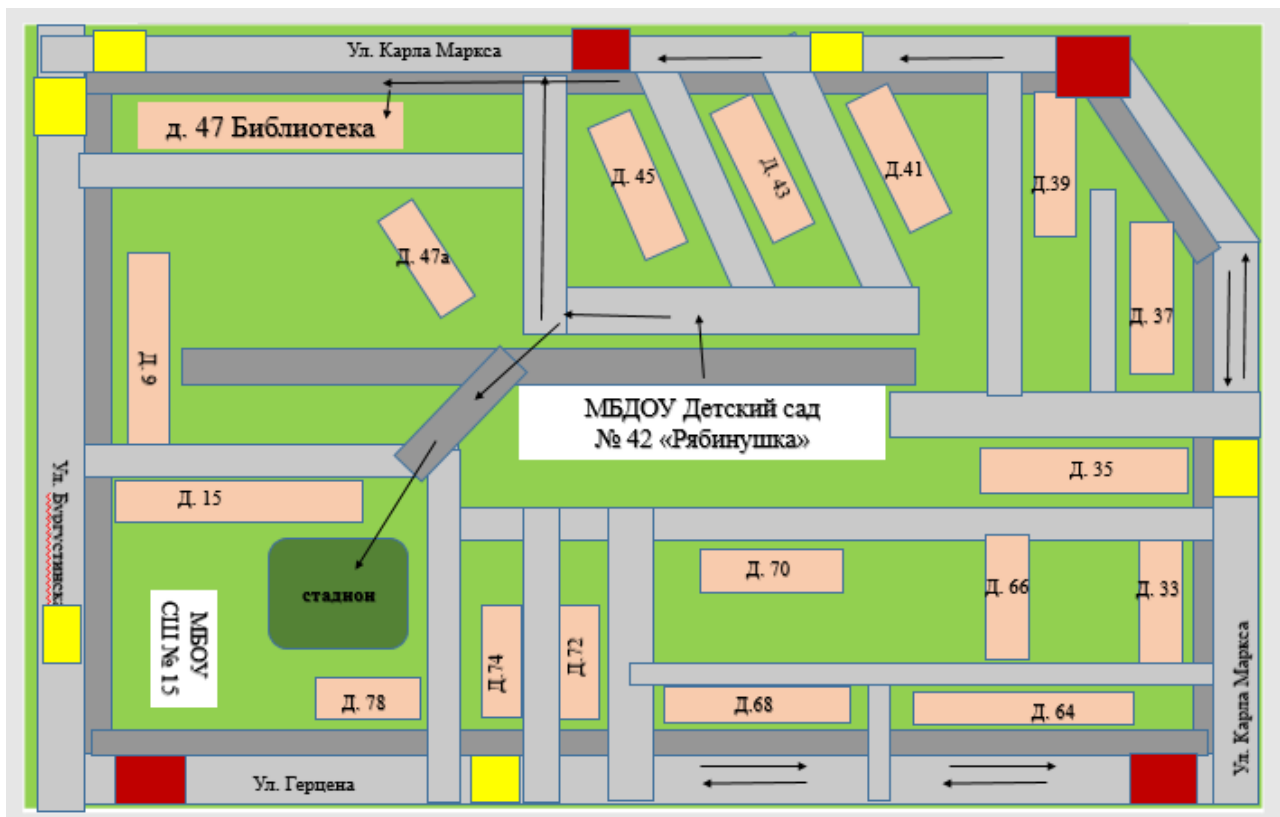 Ул. Карла Маркса
д. 47 Библиотека
Д. 45
Д. 43
Д.41
Д.39
Д. 37
Д. 47а
Д. 9
МБДОУ Детский сад
№ 42 «Рябинушка»
Д. 35
Ул. Бургустинска
Д. 15
стадион
МБОУ
СШ № 15
Д. 70
Д. 66
Д. 33
Д.74
Д.72
Д. 78
Д.68
Д. 64
Ул. Карла Маркса
Ул. Герцена